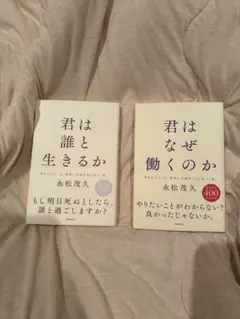 君は
誰と
生きるか
永松茂久
もし明日死ぬとしたら、
誰と過ごしますか?
君は
なぜ
働くのか
永松茂久
400
やりたいことがわからない?
良かったじゃないか。